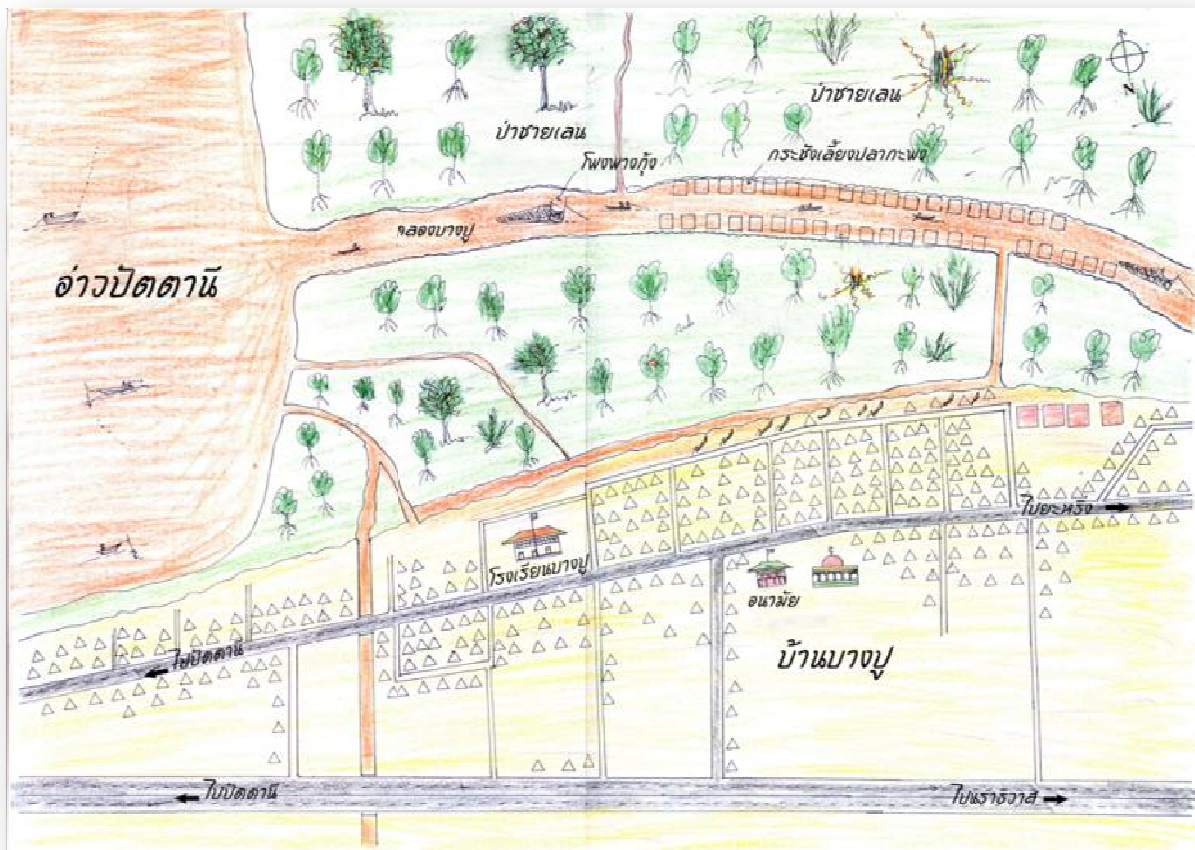 N
ป่าชายเลน
ป่าชายเลน
โพงพางกุ้ง
กระชังเลี้ยงปลากะพง
คลองบางปู
อ่าวปัตตานี
ไปยะหริ่ง
โรงเรียนบางปู
อนามัย
บ้านบางปู
ไปปัตตานี
ไปปัตตานี
ไปนราธิวาส